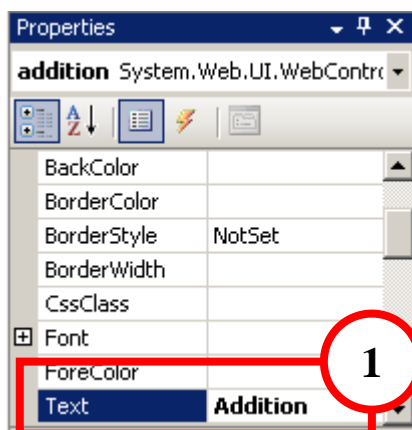 Properties
addition System.Web.UI.WebContro
A
Z
BackColor
BorderColor
BorderStyle NotSet
BorderWidth
CssClass
Font
ForeColor
1
Text Addition